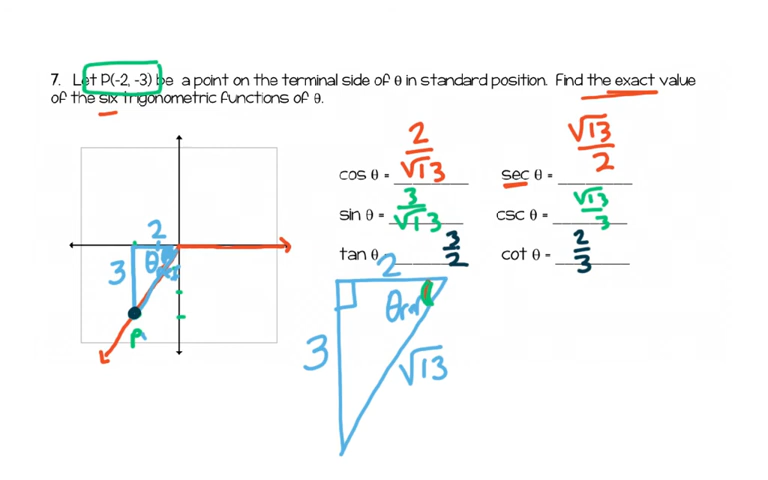 7. Let P(-2, -3) be a point on the terminal side of θ in standard position. Find the exact value
of the six trigonometric functions of θ.
cos θ = 2/√13
sec θ = √13/2
sin θ = 3/√13
csc θ = √13/3
tan θ 3/2
cot θ = 2/3
2
3
θ
P
2
θref
3
√13